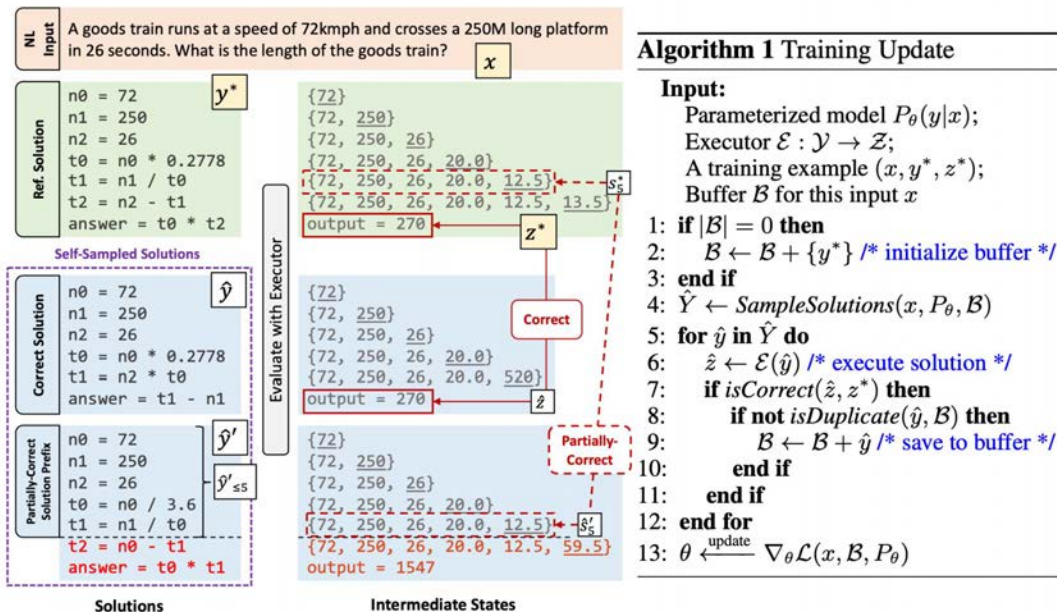 NL Input
A goods train runs at a speed of 72kmph and crosses a 250M long platform
in 26 seconds. What is the length of the goods train?
x
Ref. Solution
y*
n0 = 72
n1 = 250
n2 = 26
t0 = n0 * 0.2778
t1 = n1 / t0
t2 = n2 - t1
answer = t0 * t2
Self-Sampled Solutions
Correct Solution
ŷ
n0 = 72
n1 = 250
n2 = 26
t0 = n0 * 0.2778
t1 = n2 * t0
answer = t1 - n1
Partially-Correct
Solution Prefix
ŷ'
ŷ'≤5
n0 = 72
n1 = 250
n2 = 26
t0 = n0 / 3.6
t1 = n1 / t0
t2 = n0 - t1
answer = t0 * t1
Solutions
Evaluate with Executor
{72}
{72, 250}
{72, 250, 26}
{72, 250, 26, 20.0}
{72, 250, 26, 20.0, 12.5}
{72, 250, 26, 20.0, 12.5, 13.5}
output = 270
s*5
z*
{72}
{72, 250}
{72, 250, 26}
{72, 250, 26, 20.0}
{72, 250, 26, 20.0, 520}
output = 270
Correct
ẑ
Partially-
Correct
{72}
{72, 250}
{72, 250, 26}
{72, 250, 26, 20.0}
{72, 250, 26, 20.0, 12.5}
{72, 250, 26, 20.0, 12.5, 59.5}
output = 1547
ŝ'5
Intermediate States
Algorithm 1 Training Update
Input:
Parameterized model Pθ(y|x);
Executor ℰ : 𝒴 → 𝒵;
A training example (x, y*, z*);
Buffer ℬ for this input x
1: if |ℬ| = 0 then
2: ℬ ← ℬ + {y*} /* initialize buffer */
3: end if
4: Ŷ ← SampleSolutions(x, Pθ, ℬ)
5: for ŷ in Ŷ do
6: ẑ ← ℰ(ŷ) /* execute solution */
7: if isCorrect(ẑ, z*) then
8: if not isDuplicate(ŷ, ℬ) then
9: ℬ ← ℬ + ŷ /* save to buffer */
10: end if
11: end if
12: end for
13: θ ←update ∇θℒ(x, ℬ, Pθ)